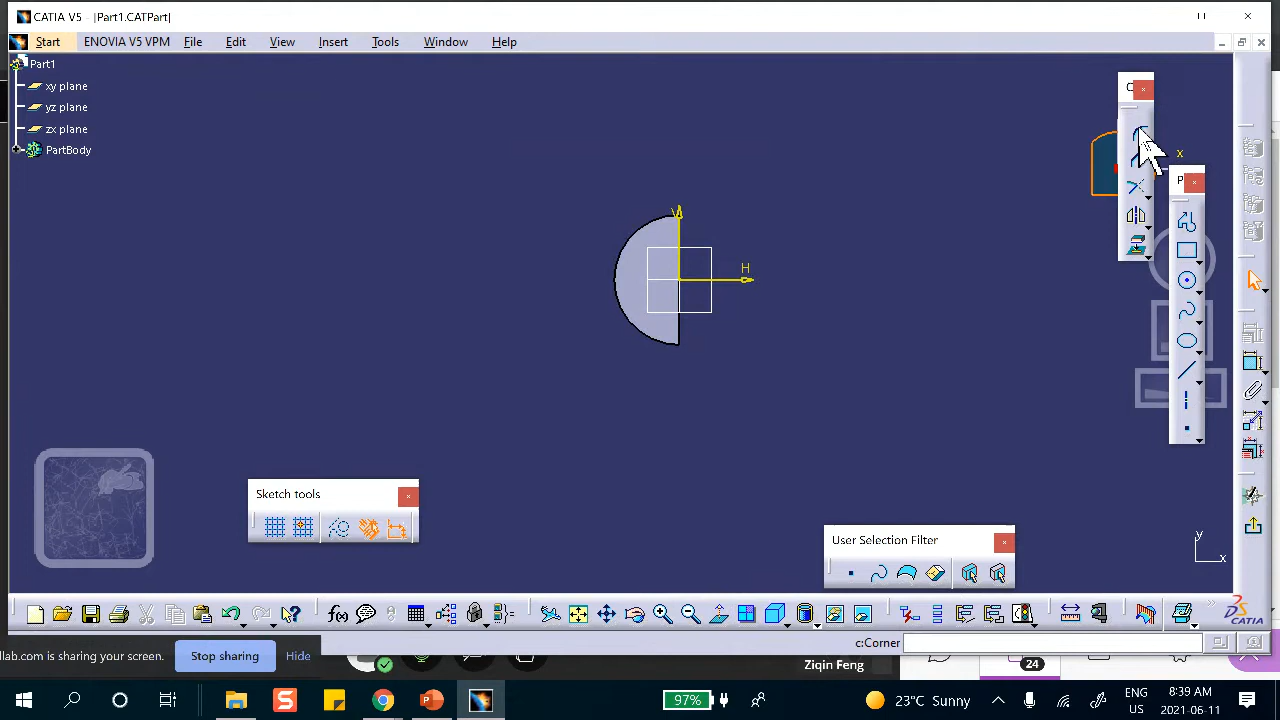 CATIA V5 - [Part1.CATPart]
Start ENOVIA V5 VPM File Edit View Insert Tools Window Help
Part1
xy plane
yz plane
zx plane
PartBody
x
P
V
H
Sketch tools
User Selection Filter
y
x
f(x)
CATIA
c:Corner
llab.com is sharing your screen. Stop sharing Hide
Ziqin Feng
24
97%
23°C Sunny
ENG
US
8:39 AM
2021-06-11